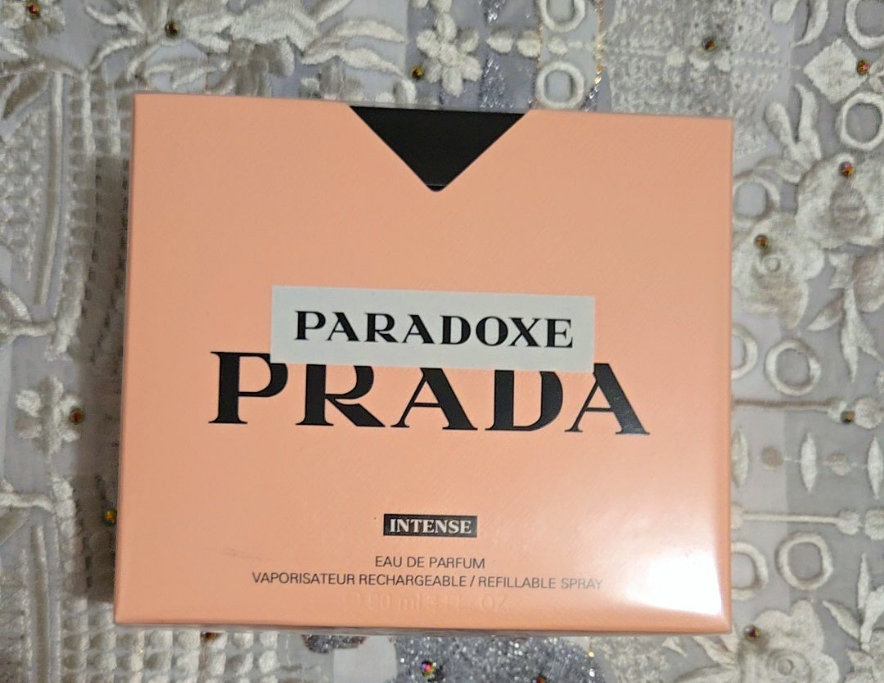 PARADOXE
PRADA
INTENSE
EAU DE PARFUM
VAPORISATEUR RECHARGEABLE / REFILLABLE SPRAY